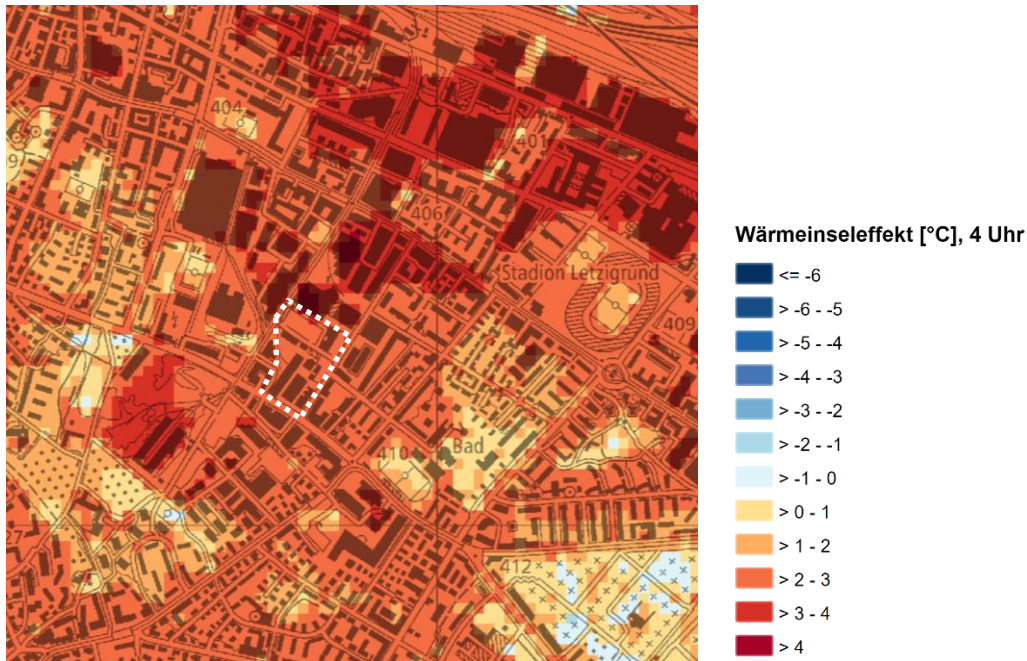 404
401
9
406
Stadion Letzigrund
409
Bad
410
412
Wärmeinseleffekt [°C], 4 Uhr
<= -6
> -6 - -5
> -5 - -4
> -4 - -3
> -3 - -2
> -2 - -1
> -1 - 0
> 0 - 1
> 1 - 2
> 2 - 3
> 3 - 4
> 4